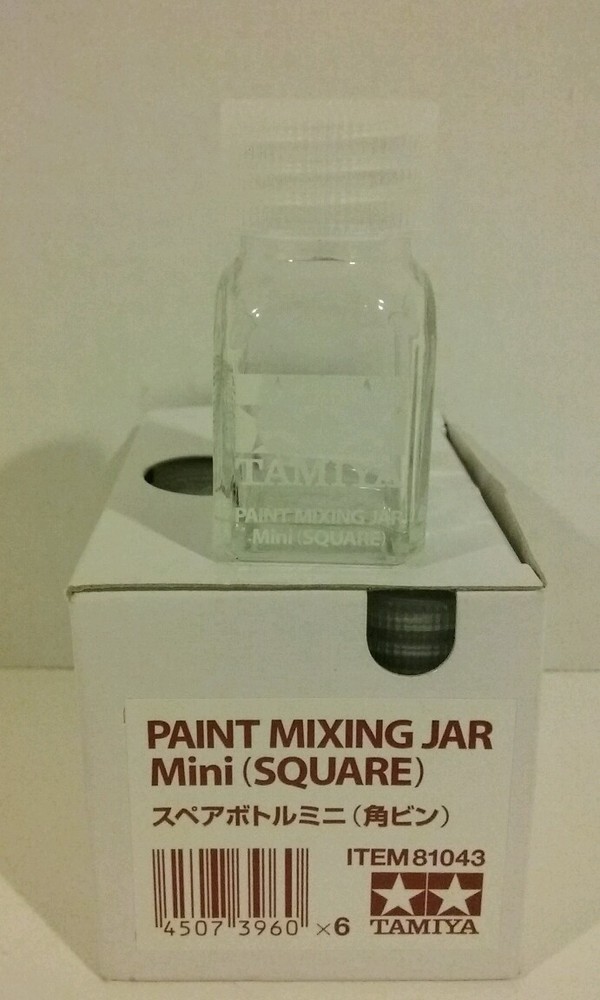 TAMIYA
PAINT MIXING JAR
Mini (SQUARE)
PAINT MIXING JAR
Mini (SQUARE)
スペアボトルミニ（角ビン）
ITEM 81043
4507 3960 ×6
TAMIYA